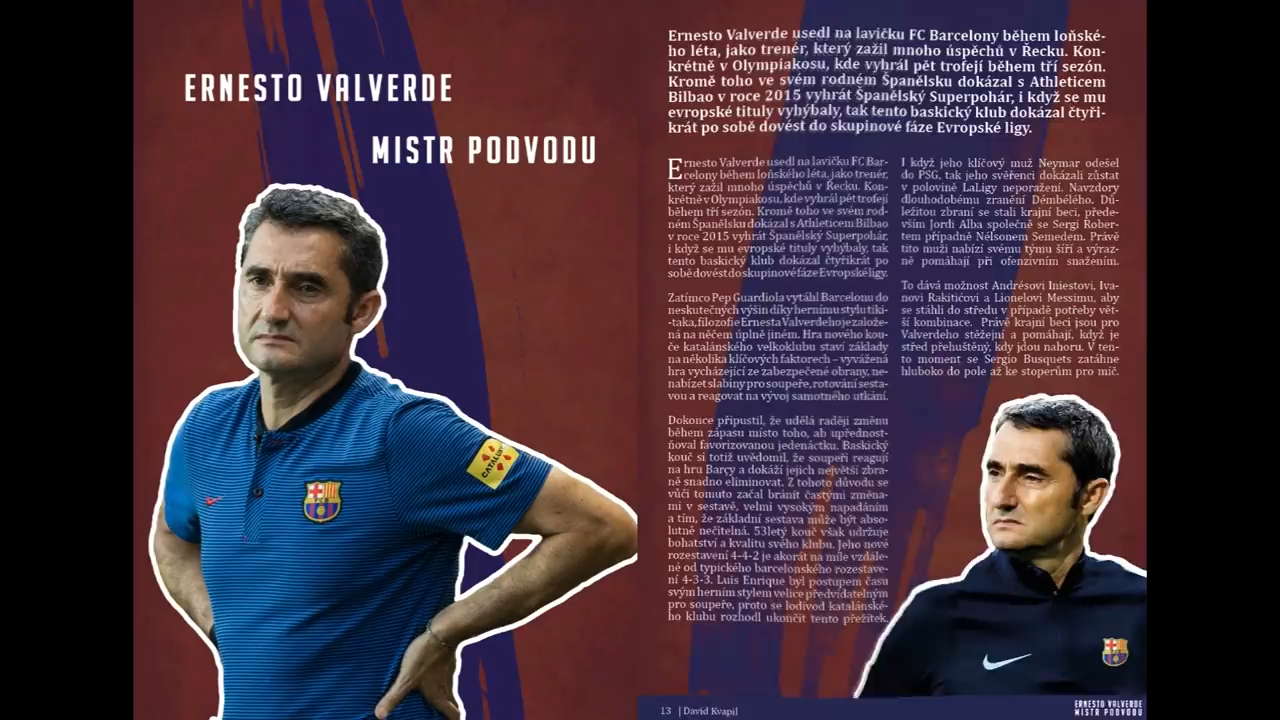 ERNESTO VALVERDE
MISTR PODVODU
CATALUNYA
Ernesto Valverde usedl na lavičku FC Barcelony během loňské-
ho léta, jako trenér, který zažil mnoho úspěchů v Řecku. Kon-
krétně v Olympiakosu, kde vyhrál pět trofejí během tří sezón.
Kromě toho ve svém rodném Španělsku dokázal s Athleticem
Bilbao v roce 2015 vyhrát Španělský Superpohár, i když se mu
evropské tituly vyhýbaly, tak tento baskický klub dokázal čtyři-
krát po sobě dovést do skupinové fáze Evropské ligy.
Ernesto Valverde usedl na lavičku FC Bar-
celony během loňského léta, jako trenér,
který zažil mnoho úspěchů v Řecku. Kon-
krétně v Olympiakosu, kde vyhrál pět trofejí
během tří sezón. Kromě toho ve svém rod-
ném Španělsku dokázal s Athleticem Bilbao
v roce 2015 vyhrát Španělský Superpohár,
i když se mu evropské tituly vyhýbaly, tak
tento baskický klub dokázal čtyřikrát po
sobě dovést do skupinové fáze Evropské ligy.
Zatímco Pep Guardiola vytáhl Barcelonu do
neskutečných výšin díky hernímu stylu tiki-
-taka, filozofie Ernesta Valverdeho je založe-
ná na něčem úplně jiném. Hra nového kou-
če katalánského velkoklubu staví základy
na několika klíčových faktorech – vyvážená
hra vycházející ze zabezpečené obrany, ne-
nabízet slabiny pro soupeře, rotování sesta-
vou a reagovat na vývoj samotného utkání.
Dokonce připustil, že udělá raději změnu
během zápasu místo toho, ab upřednost-
ňoval favorizovanou jedenáctku. Baskický
kouč si totiž uvědomil, že soupeři reagují
na hru Barçy a dokáží jejich největší zbra-
ně snadno eliminovat. Z tohoto důvodu se
vůči tomuto začal bránit častými změna-
mi v sestavě, velmi vysokým napadáním
a tím, že základní sestava může být abso-
lutně nečitelná. 53letý kouč však udržuje
bohatství a kvalitu svého klubu. Jeho nové
rozestavení 4-4-2 je akorát na míle vzdále-
né od typického barcelonského rozestave-
ní 4-3-3. Luis Enrique byl postupem času
svým herním stylem velice předvídatelným
pro soupeře, proto se lodivod katalánské-
ho klubu rozhodl ukončit tento přežitek.
I když jeho klíčový muž Neymar odešel
do PSG, tak jeho svěřenci dokázali zůstat
v polovině LaLigy neporažení. Navzdory
dlouhodobému zranění Démbélého. Dů-
ležitou zbraní se stali krajní beci, přede-
vším Jordi Alba společně se Sergi Rober-
tem případně Nélsonem Semedem. Právě
tito muži nabízí svému týmu šíři a výraz-
ně pomáhají při ofenzivním snažením.
To dává možnost Andrésovi Iniestovi, Iva-
novi Rakitićovi a Lionelovi Messimu, aby
se stáhli do středu v případě potřeby vět-
ší kombinace. Právě krajní beci jsou pro
Valverdeho stěžejní a pomáhají, když je
střed přehuštěný, kdy jdou nahoru. V ten-
to moment se Sergio Busquets zatáhne
hluboko do pole až ke stoperům pro míč.
13 | David Kvapil
ERNESTO VALVERDE
MISTR PODVODU